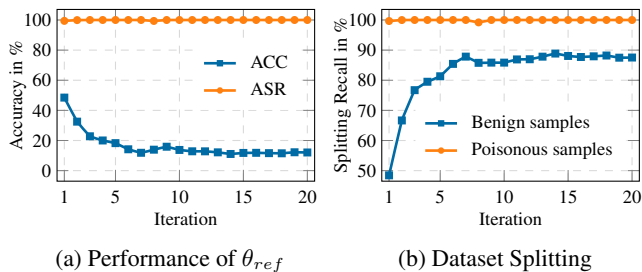 Accuracy in %
100
80
60
40
20
0
ACC
ASR
1
5
10
15
20
Iteration
(a) Performance of θ_ref
Splitting Recall in %
100
90
80
70
60
50
Benign samples
Poisonous samples
1
5
10
15
20
Iteration
(b) Dataset Splitting